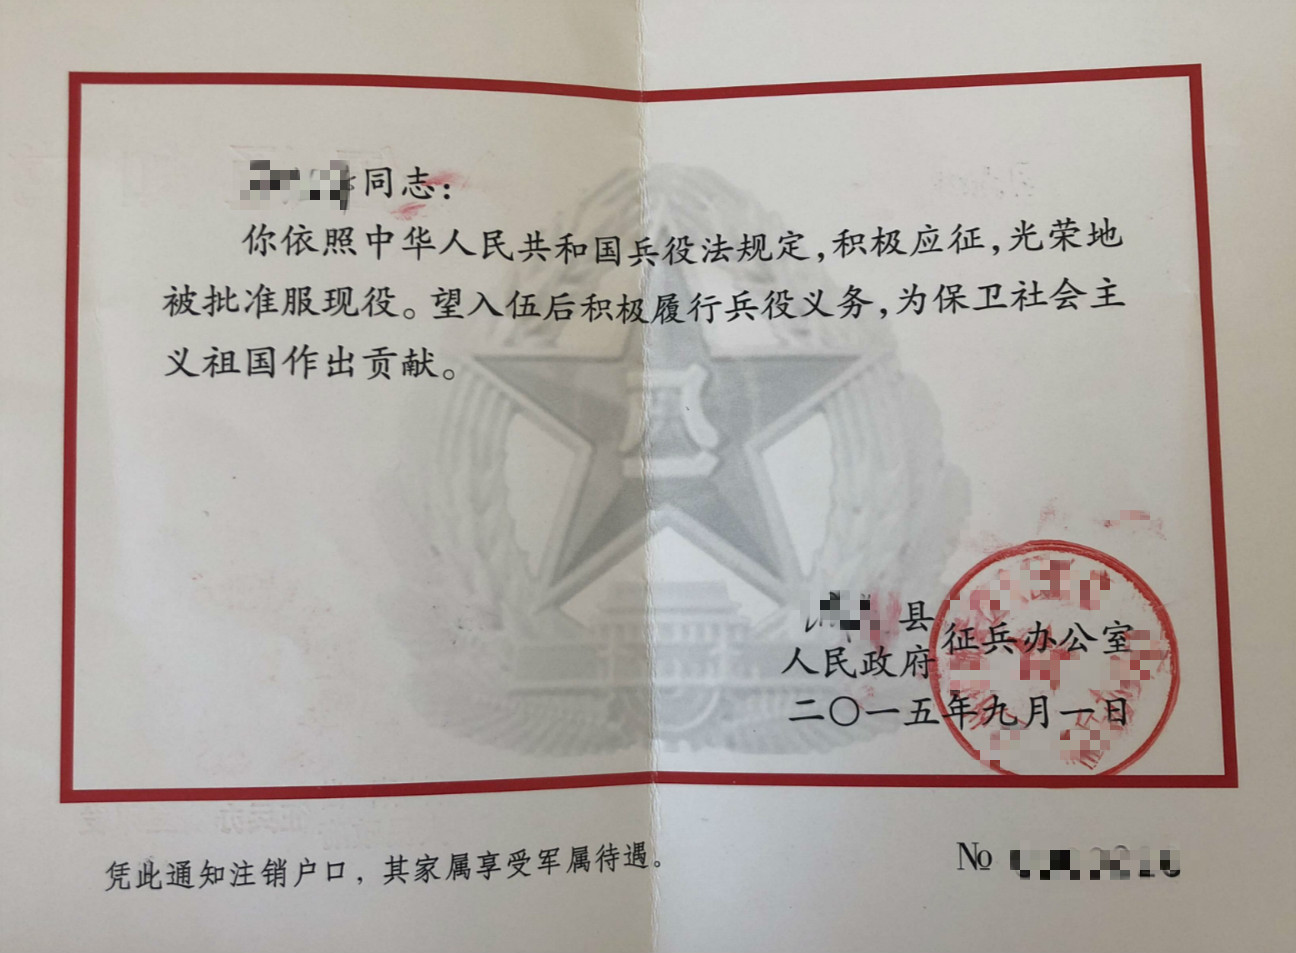 同志:
你依照中华人民共和国兵役法规定,积极应征,光荣地
被批准服现役。望入伍后积极履行兵役义务,为保卫社会主
义祖国作出贡献。
县
人民政府
征兵办公室
二〇一五年九月一日
凭此通知注销户口,其家属享受军属待遇。
№